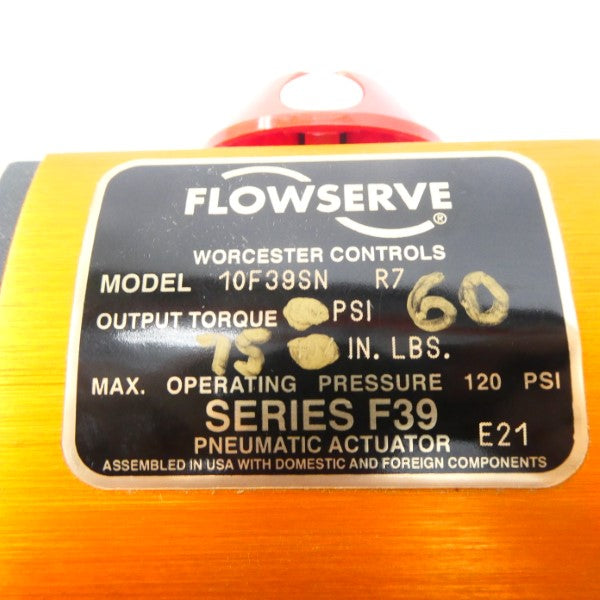 FLOWSERVE®
WORCESTER CONTROLS
MODEL 10F39SN R7
OUTPUT TORQUE PSI 60
75 IN. LBS.
MAX. OPERATING PRESSURE 120 PSI
SERIES F39
PNEUMATIC ACTUATOR E21
ASSEMBLED IN USA WITH DOMESTIC AND FOREIGN COMPONENTS